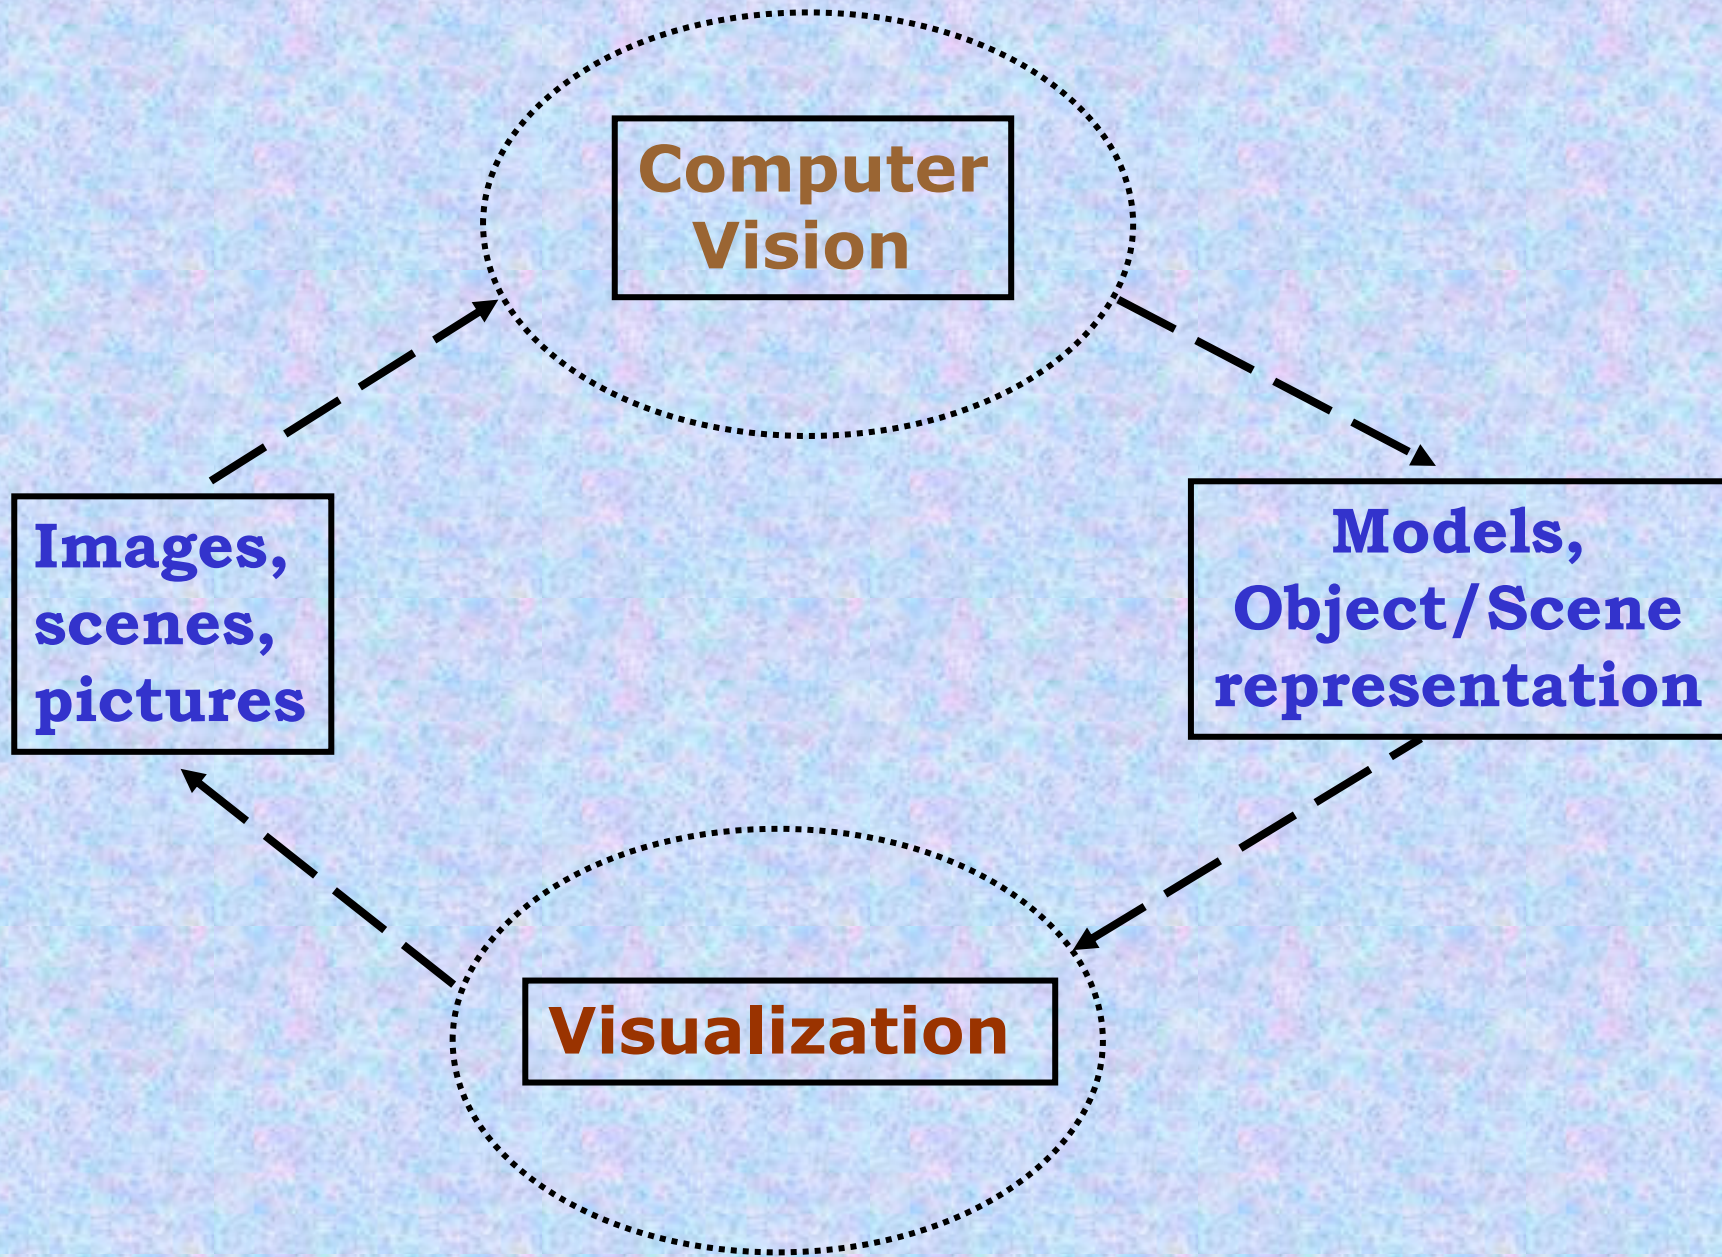 Computer
Vision
Images,
scenes,
pictures
Models,
Object/Scene
representation
Visualization